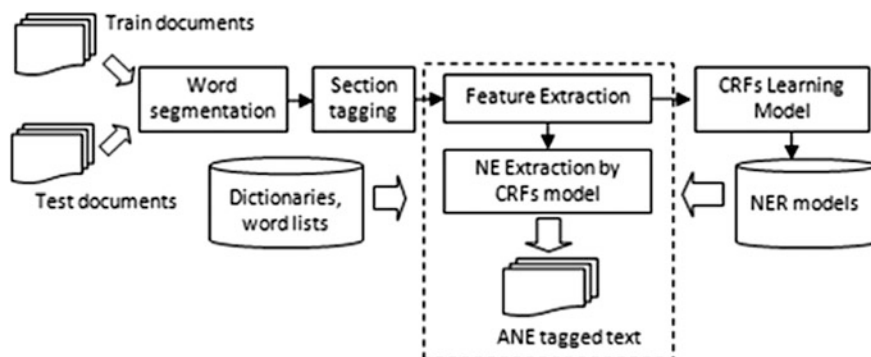 Train documents
Word
segmentation
Section
tagging
Feature Extraction
CRFs Learning
Model
Test documents
Dictionaries,
word lists
NE Extraction by
CRFs model
NER models
ANE tagged text